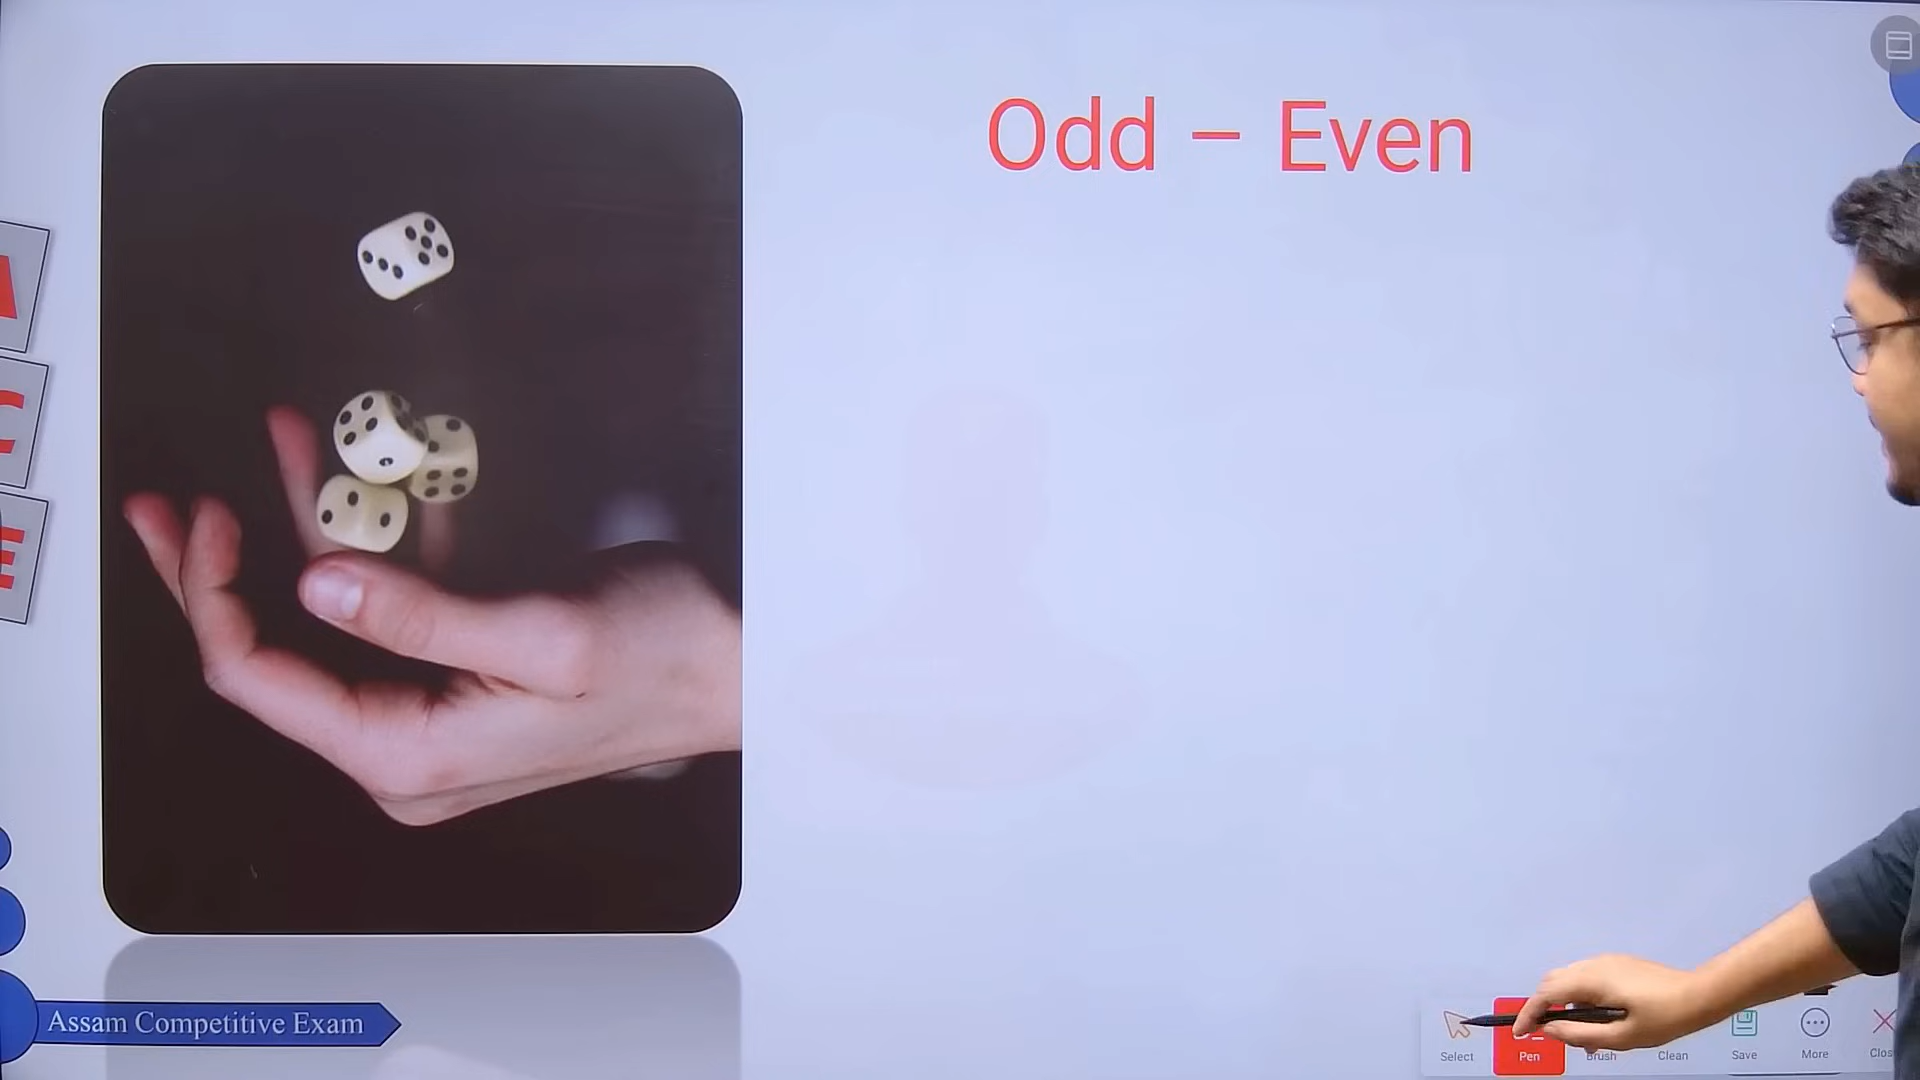 Odd – Even
A
C
E
Assam Competitive Exam
Select
Pen
Brush
Clean
Save
More